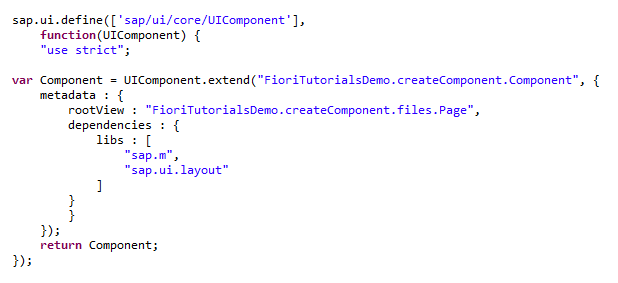 sap.ui.define(['sap/ui/core/UIComponent'],
    function(UIComponent) {
    "use strict";

var Component = UIComponent.extend("FioriTutorialsDemo.createComponent.Component", {
    metadata : {
        rootView : "FioriTutorialsDemo.createComponent.files.Page",
        dependencies : {
            libs : [
                "sap.m",
                "sap.ui.layout"
            ]
        }
        }
    });
    return Component;
});